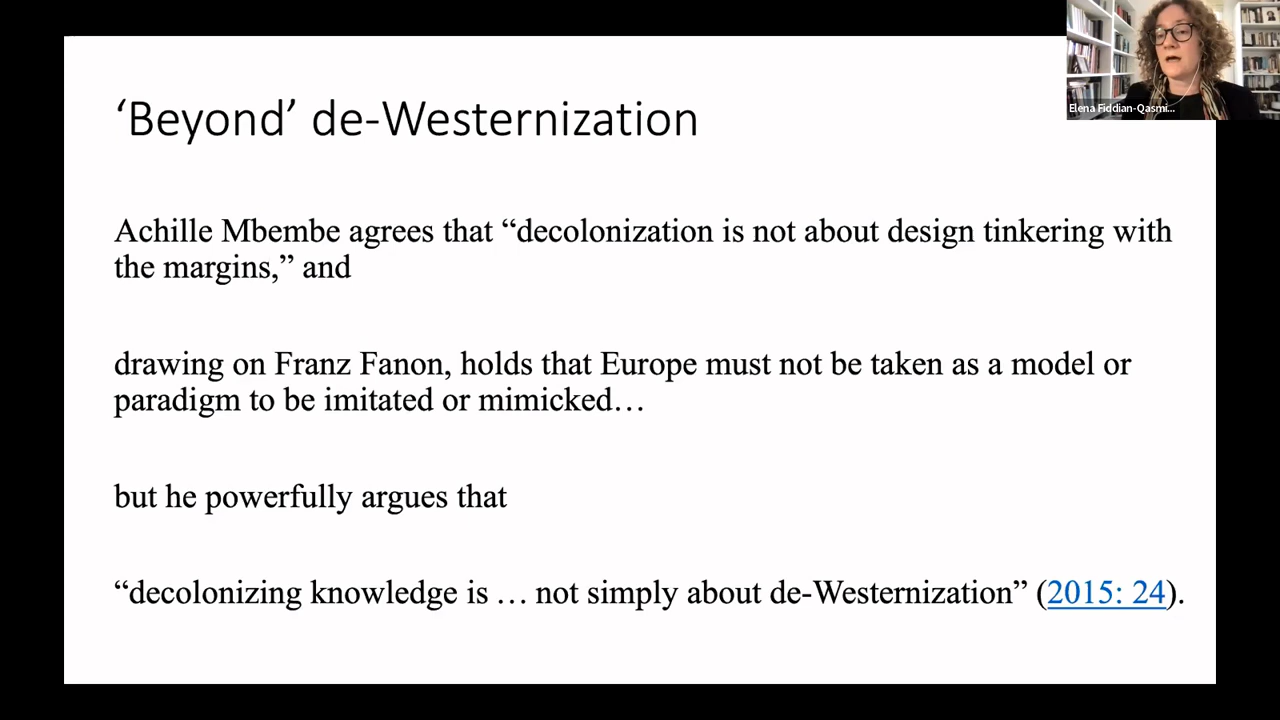 Elena Fiddian-Qasmi...
‘Beyond’ de-Westernization
Achille Mbembe agrees that “decolonization is not about design tinkering with
the margins,” and
drawing on Franz Fanon, holds that Europe must not be taken as a model or
paradigm to be imitated or mimicked…
but he powerfully argues that
“decolonizing knowledge is … not simply about de-Westernization” (2015: 24).